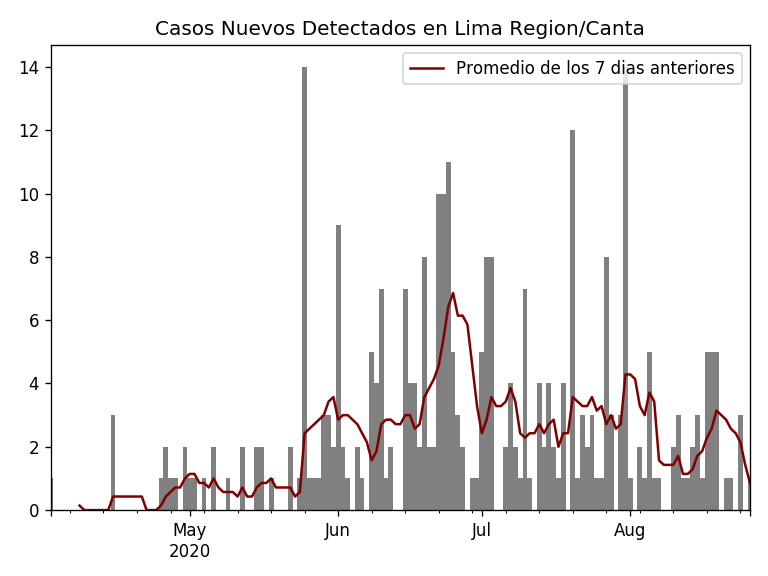 Casos Nuevos Detectados en Lima Region/Canta
Promedio de los 7 dias anteriores
14
12
10
8
6
4
2
0
May
2020
Jun
Jul
Aug